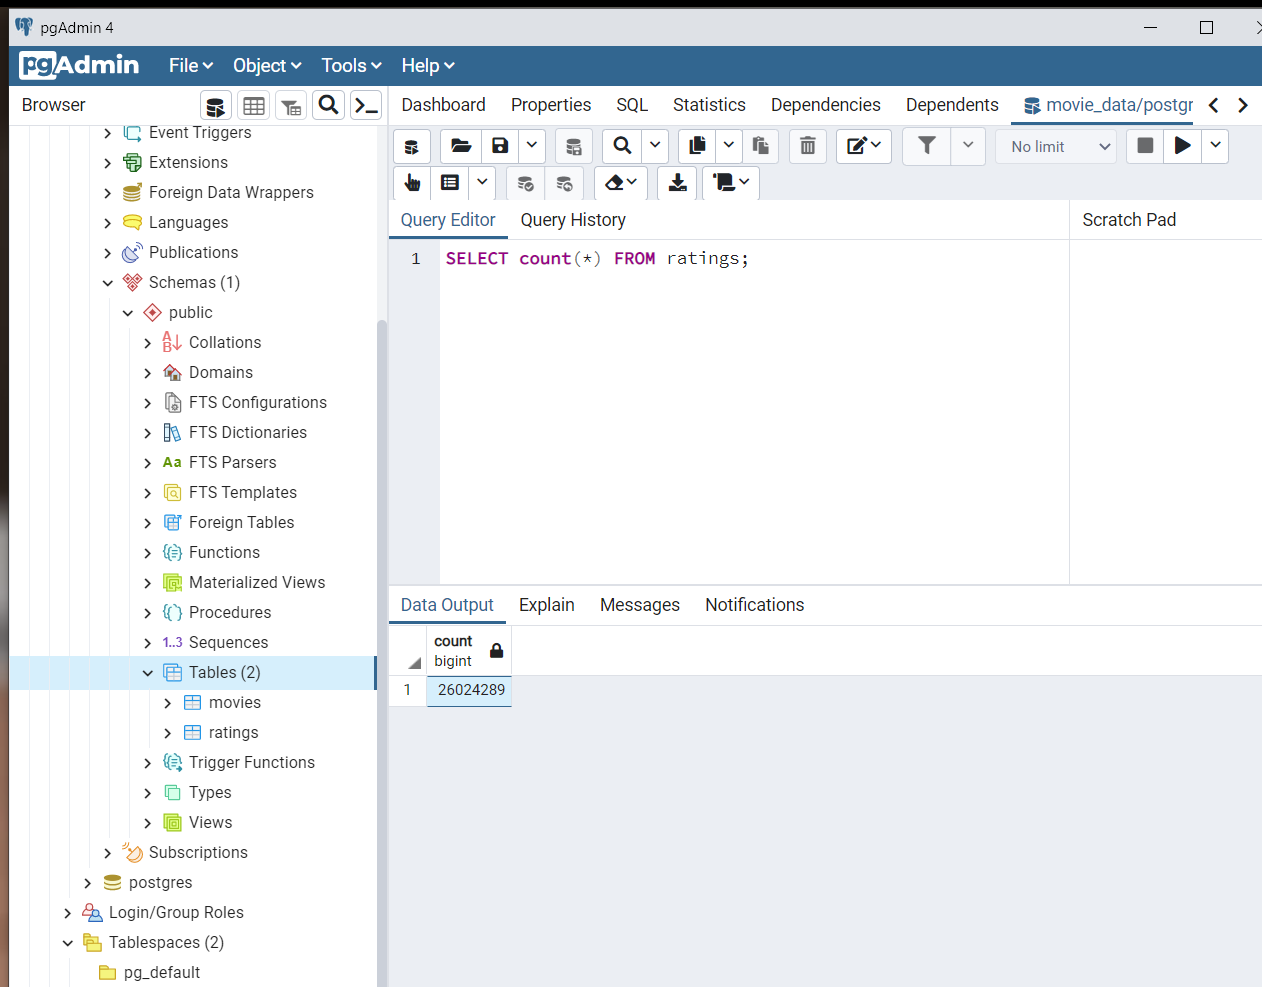 pgAdmin 4
pgAdmin File Object Tools Help
Browser
Dashboard Properties SQL Statistics Dependencies Dependents movie_data/postgr
No limit
Event Triggers
Extensions
Foreign Data Wrappers
Languages
Publications
Schemas (1)
public
Collations
Domains
FTS Configurations
FTS Dictionaries
Aa FTS Parsers
FTS Templates
Foreign Tables
Functions
Materialized Views
Procedures
1..3 Sequences
Tables (2)
movies
ratings
Trigger Functions
Types
Views
Subscriptions
postgres
Login/Group Roles
Tablespaces (2)
pg_default
Query Editor Query History
Scratch Pad
1 SELECT count(*) FROM ratings;
Data Output Explain Messages Notifications
count
bigint
1 26024289